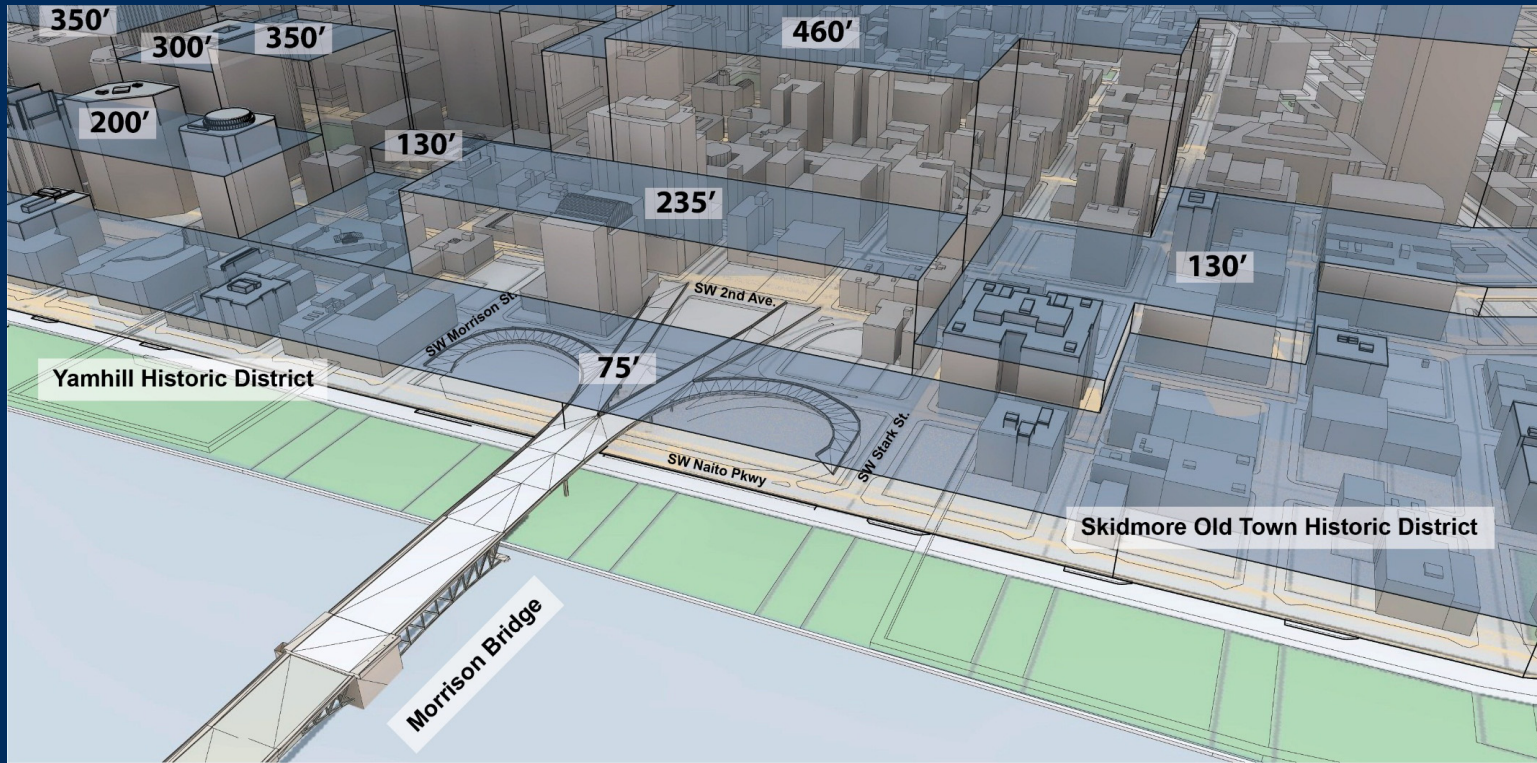 350’
300’
350’
460’
200’
130’
235’
130’
SW 2nd Ave.
SW Morrison St.
75’
Yamhill Historic District
SW Stark St.
SW Naito Pkwy
Skidmore Old Town Historic District
Morrison Bridge